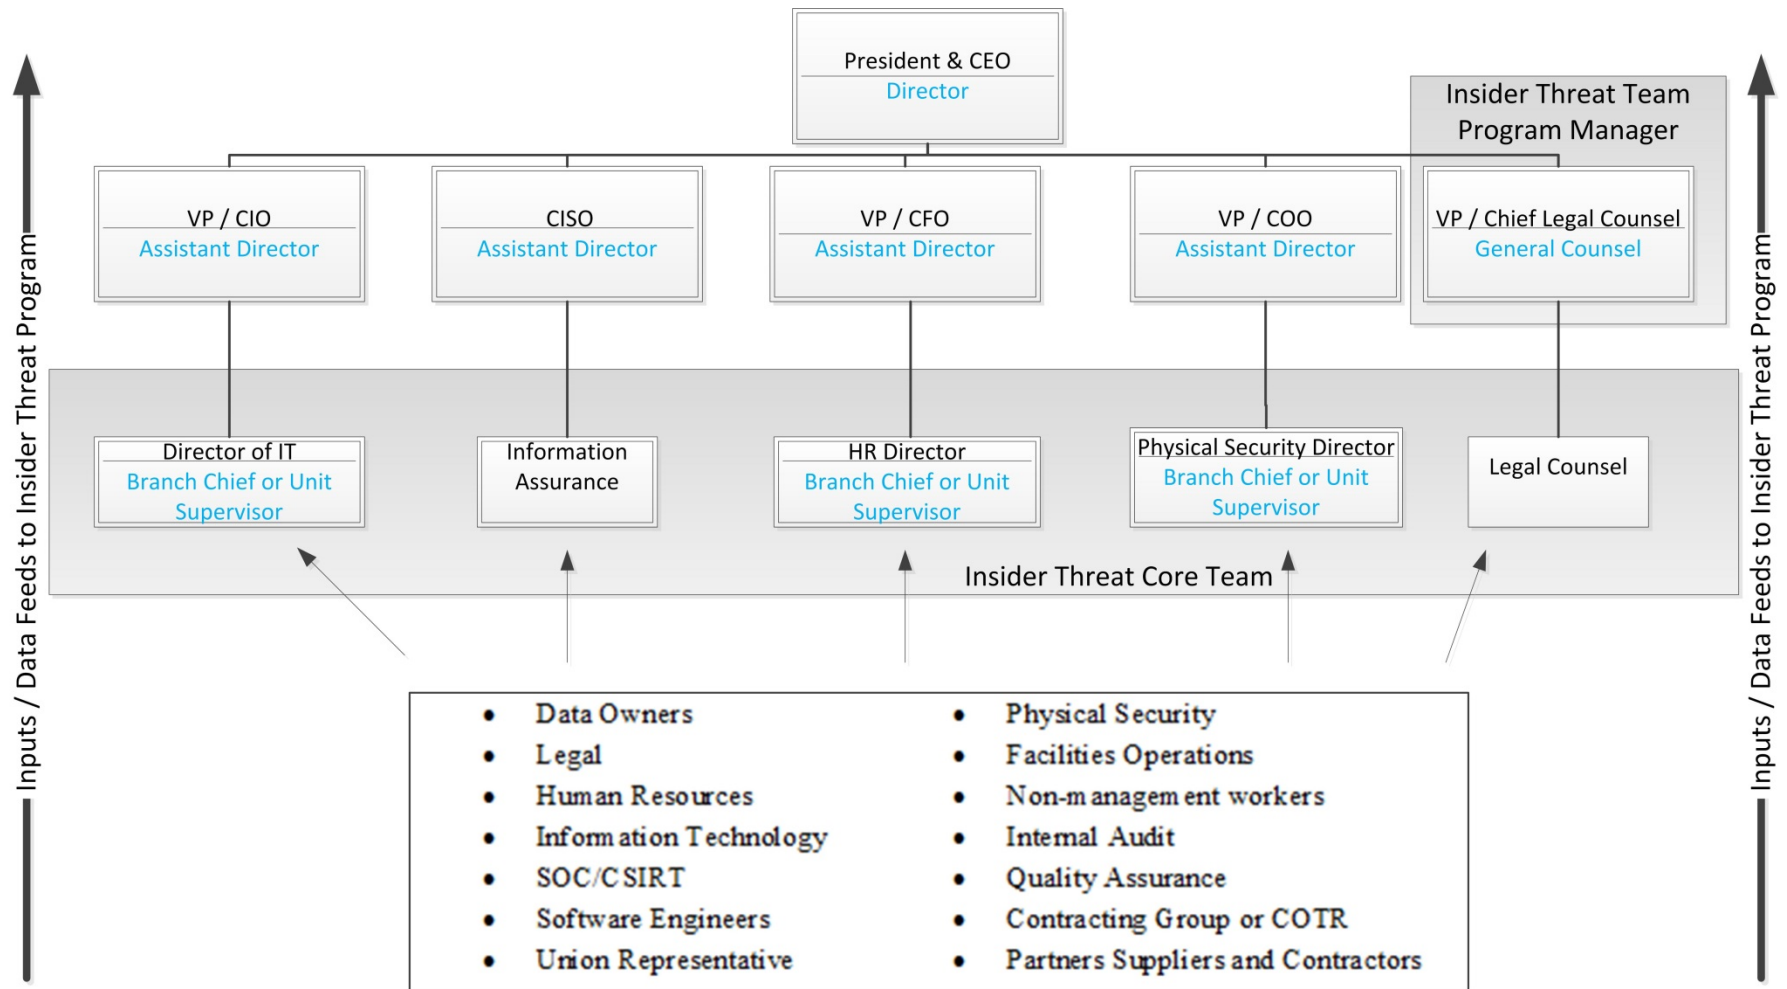 President & CEO
Director
Insider Threat Team
Program Manager
VP / CIO
Assistant Director
CISO
Assistant Director
VP / CFO
Assistant Director
VP / COO
Assistant Director
VP / Chief Legal Counsel
General Counsel
Inputs / Data Feeds to Insider Threat Program
Inputs / Data Feeds to Insider Threat Program
Director of IT
Branch Chief or Unit
Supervisor
Information
Assurance
HR Director
Branch Chief or Unit
Supervisor
Physical Security Director
Branch Chief or Unit
Supervisor
Legal Counsel
Insider Threat Core Team
• Data Owners
• Legal
• Human Resources
• Information Technology
• SOC/CSIRT
• Software Engineers
• Union Representative
• Physical Security
• Facilities Operations
• Non-management workers
• Internal Audit
• Quality Assurance
• Contracting Group or COTR
• Partners Suppliers and Contractors